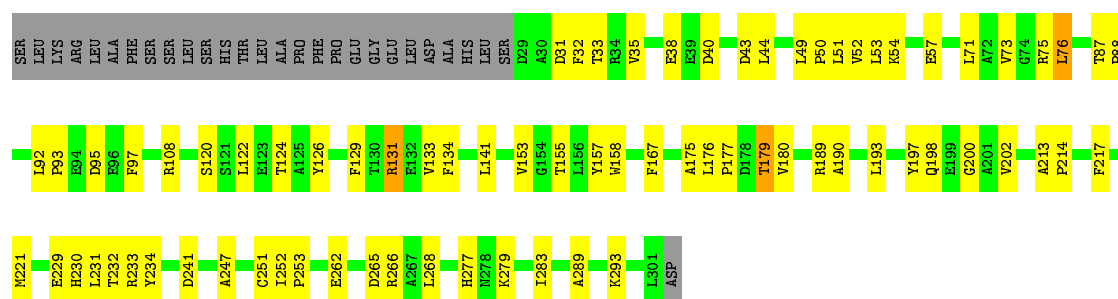 SER LEU LYS ARG LEU ALA PHE SER SER LEU SER HIS THR LEU ALA PRO PHE PRO GLU GLY GLU LEU ASP ALA HIS LEU SER D29 A30 D31 F32 T33 R34 V35 E38 E39 D40 D43 L44 L49 P50 L51 V52 L53 K54 E57 L71 A72 V73 G74 R75 L76 T87 P88
L92 P93 E94 D95 E96 F97 R108 S120 S121 L122 E123 T124 A125 Y126 F129 T130 R131 E132 V133 F134 L141 V153 G154 T155 L156 Y157 W158 F167 A175 L176 P177 D178 T179 V180 R189 A190 L193 Y197 Q198 E199 G200 A201 V202 A213 P214 F217
M221 E229 H230 L231 T232 R233 Y234 D241 A247 C251 I252 P253 E262 D265 R266 A267 L268 H277 N278 K279 I283 A289 K293 L301 ASP